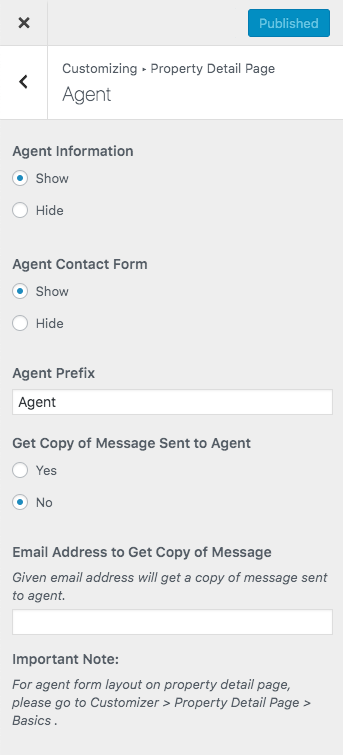 Published
Customizing ▸ Property Detail Page
Agent
Agent Information
Show
Hide
Agent Contact Form
Show
Hide
Agent Prefix
Agent
Get Copy of Message Sent to Agent
Yes
No
Email Address to Get Copy of Message
Given email address will get a copy of message sent
to agent.
Important Note:
For agent form layout on property detail page,
please go to Customizer > Property Detail Page >
Basics .